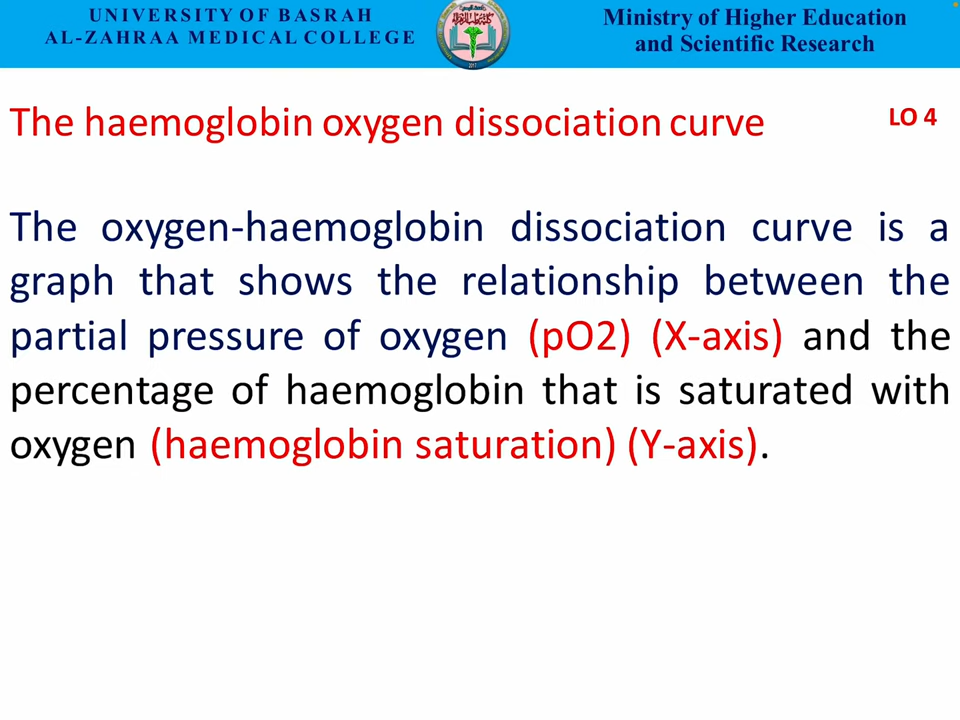 UNIVERSITY OF BASRAH
AL-ZAHRAA MEDICAL COLLEGE
Ministry of Higher Education
and Scientific Research
The haemoglobin oxygen dissociation curve
LO 4
The oxygen-haemoglobin dissociation curve is a
graph that shows the relationship between the
partial pressure of oxygen (pO2) (X-axis) and the
percentage of haemoglobin that is saturated with
oxygen (haemoglobin saturation) (Y-axis).